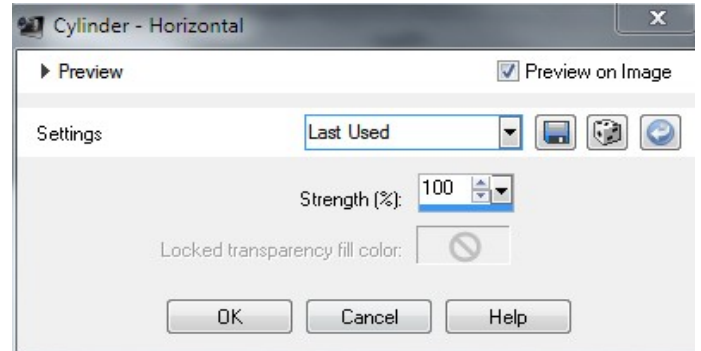 Cylinder - Horizontal
Preview
Preview on Image
Settings
Last Used
Strength (%):
100
Locked transparency fill color:
OK
Cancel
Help